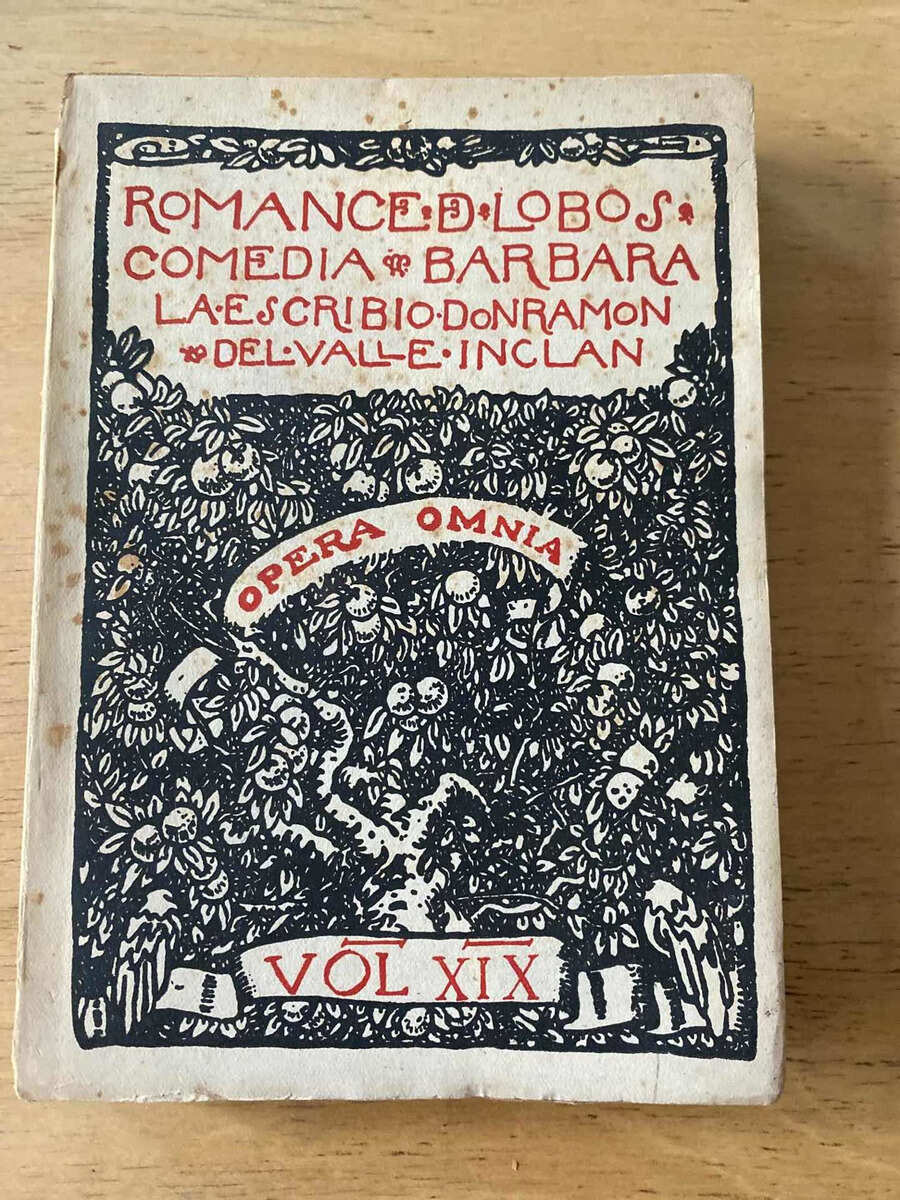 ROMANCE·D·LOBOS·
COMEDIA BARBARA
LA·ESCRIBIO·DON RAMON
DEL·VALLE·INCLAN
OPERA OMNIA
VOL XIX